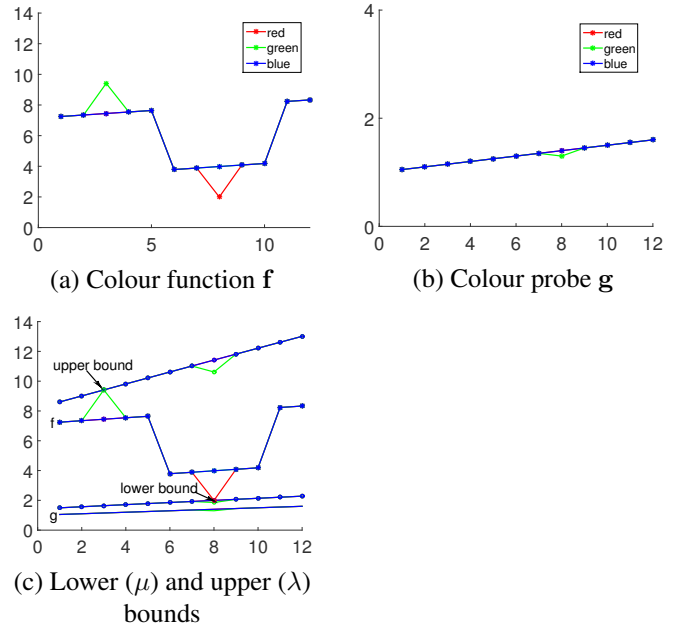 14
12
10
8
6
4
2
0
0 5 10
red
green
blue
(a) Colour function f
4
2
0
0 2 4 6 8 10 12
red
green
blue
(b) Colour probe g
14
12
10
8
6
4
2
0
0 2 4 6 8 10 12
upper bound
f
lower bound
g
(c) Lower (μ) and upper (λ)
bounds